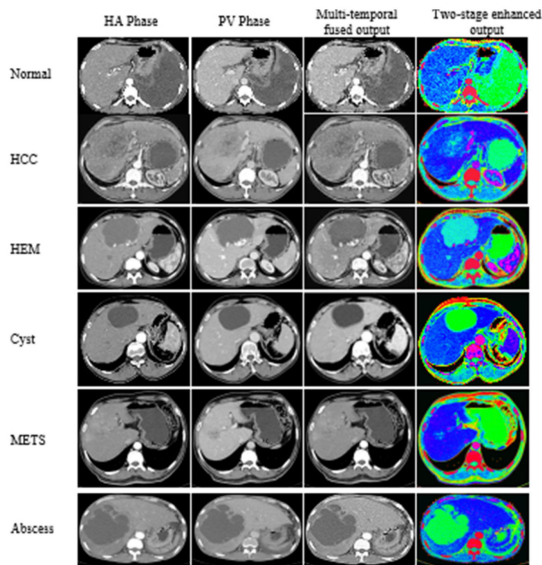 HA Phase
PV Phase
Multi-temporal
fused output
Two-stage enhanced
output
Normal
HCC
HEM
Cyst
METS
Abscess